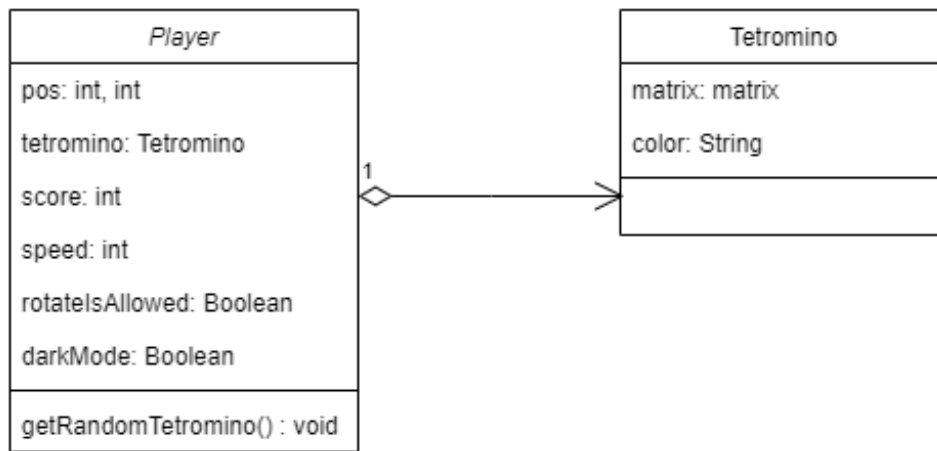 Player
pos: int, int
tetromino: Tetromino
score: int
speed: int
rotateIsAllowed: Boolean
darkMode: Boolean
getRandomTetromino() : void
1
Tetromino
matrix: matrix
color: String